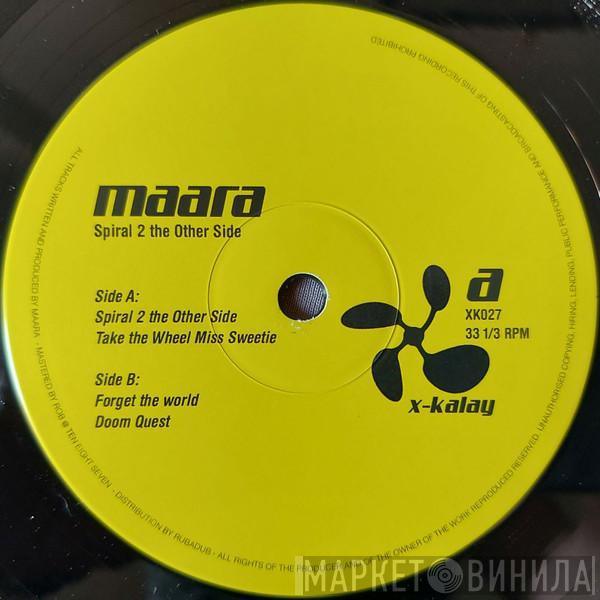 maara
Spiral 2 the Other Side
Side A:
Spiral 2 the Other Side
Take the Wheel Miss Sweetie
Side B:
Forget the world
Doom Quest
a
XK027
33 1/3 RPM
x-kalay
ALL TRACKS WRITTEN AND PRODUCED BY MAARA - MASTERED BY ROB @ TEN EIGHT SEVEN - DISTRIBUTION BY RUBADUB - ALL RIGHTS OF THE PRODUCER AND OF THE OWNER OF THE WORK REPRODUCED RESERVED. UNAUTHORISED COPYING, HIRING, LENDING, PUBLIC PERFORMANCE AND BROADCASTING OF THIS RECORDING PROHIBITED.
МАРКЕТ ВИНИЛА